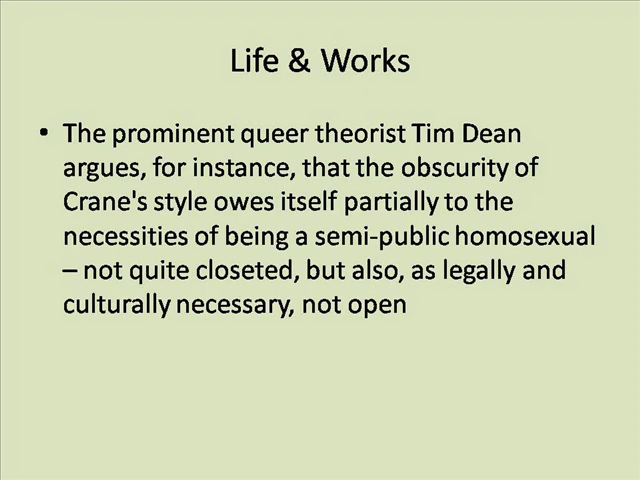 Life & Works
• The prominent queer theorist Tim Dean
argues, for instance, that the obscurity of
Crane's style owes itself partially to the
necessities of being a semi-public homosexual
– not quite closeted, but also, as legally and
culturally necessary, not open